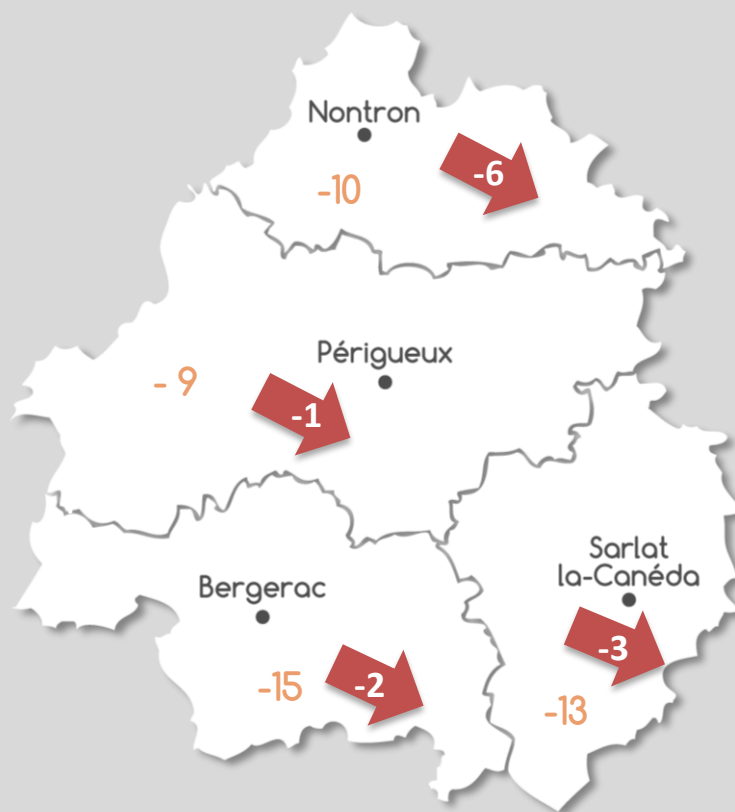 Nontron
-6
-10
Périgueux
- 9
-1
Sarlat
la-Canéda
Bergerac
-3
-15
-2
-13